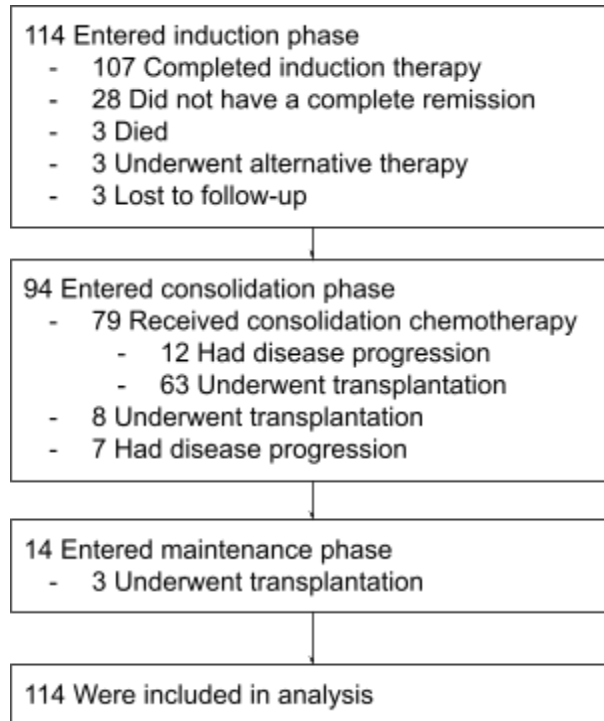 114 Entered induction phase
- 107 Completed induction therapy
- 28 Did not have a complete remission
- 3 Died
- 3 Underwent alternative therapy
- 3 Lost to follow-up
94 Entered consolidation phase
- 79 Received consolidation chemotherapy
- 12 Had disease progression
- 63 Underwent transplantation
- 8 Underwent transplantation
- 7 Had disease progression
14 Entered maintenance phase
- 3 Underwent transplantation
114 Were included in analysis